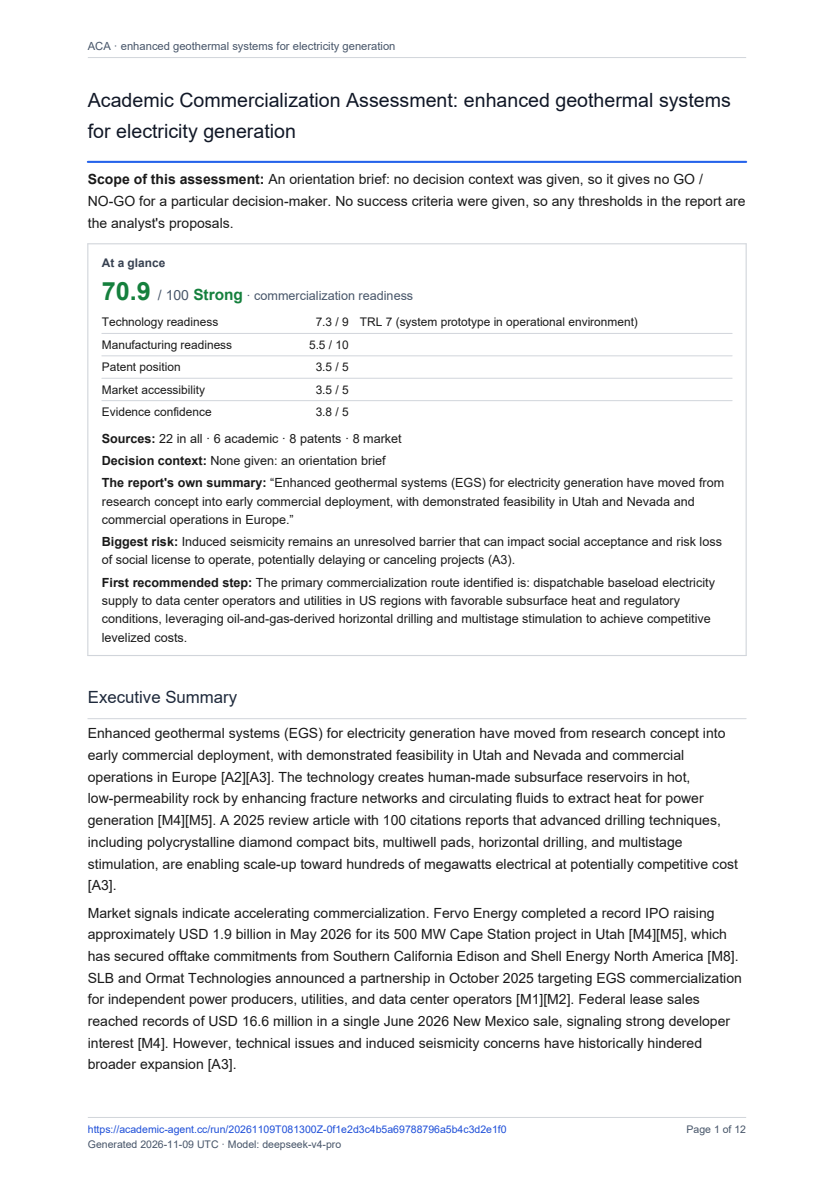 ACA · enhanced geothermal systems for electricity generation
Academic Commercialization Assessment: enhanced geothermal systems
for electricity generation
Scope of this assessment: An orientation brief: no decision context was given, so it gives no GO /
NO-GO for a particular decision-maker. No success criteria were given, so any thresholds in the report are
the analyst's proposals.
At a glance
70.9 / 100 Strong · commercialization readiness
Technology readiness 7.3 / 9 TRL 7 (system prototype in operational environment)
Manufacturing readiness 5.5 / 10
Patent position 3.5 / 5
Market accessibility 3.5 / 5
Evidence confidence 3.8 / 5
Sources: 22 in all · 6 academic · 8 patents · 8 market
Decision context: None given: an orientation brief
The report's own summary: “Enhanced geothermal systems (EGS) for electricity generation have moved from
research concept into early commercial deployment, with demonstrated feasibility in Utah and Nevada and
commercial operations in Europe.”
Biggest risk: Induced seismicity remains an unresolved barrier that can impact social acceptance and risk loss
of social license to operate, potentially delaying or canceling projects (A3).
First recommended step: The primary commercialization route identified is: dispatchable baseload electricity
supply to data center operators and utilities in US regions with favorable subsurface heat and regulatory
conditions, leveraging oil-and-gas-derived horizontal drilling and multistage stimulation to achieve competitive
levelized costs.
Executive Summary
Enhanced geothermal systems (EGS) for electricity generation have moved from research concept into
early commercial deployment, with demonstrated feasibility in Utah and Nevada and commercial
operations in Europe [A2][A3]. The technology creates human-made subsurface reservoirs in hot,
low-permeability rock by enhancing fracture networks and circulating fluids to extract heat for power
generation [M4][M5]. A 2025 review article with 100 citations reports that advanced drilling techniques,
including polycrystalline diamond compact bits, multiwell pads, horizontal drilling, and multistage
stimulation, are enabling scale-up toward hundreds of megawatts electrical at potentially competitive cost
[A3].
Market signals indicate accelerating commercialization. Fervo Energy completed a record IPO raising
approximately USD 1.9 billion in May 2026 for its 500 MW Cape Station project in Utah [M4][M5], which
has secured offtake commitments from Southern California Edison and Shell Energy North America [M8].
SLB and Ormat Technologies announced a partnership in October 2025 targeting EGS commercialization
for independent power producers, utilities, and data center operators [M1][M2]. Federal lease sales
reached records of USD 16.6 million in a single June 2026 New Mexico sale, signaling strong developer
interest [M4]. However, technical issues and induced seismicity concerns have historically hindered
broader expansion [A3].
https://academic-agent.cc/run/20261109T081300Z-0f1e2d3c4b5a69788796a5b4c3d2e1f0
Page 1 of 12
Generated 2026-11-09 UTC · Model: deepseek-v4-pro